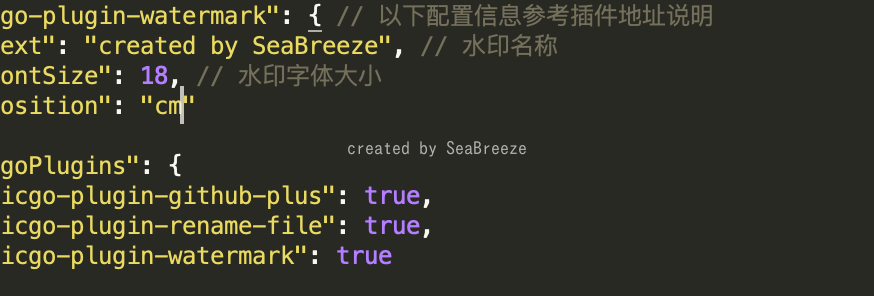 go-plugin-watermark": { // 以下配置信息参考插件地址说明
ext": "created by SeaBreeze", // 水印名称
ontSize": 18, // 水印字体大小
osition": "cm"
created by SeaBreeze
goPlugins": {
icgo-plugin-github-plus": true,
icgo-plugin-rename-file": true,
icgo-plugin-watermark": true